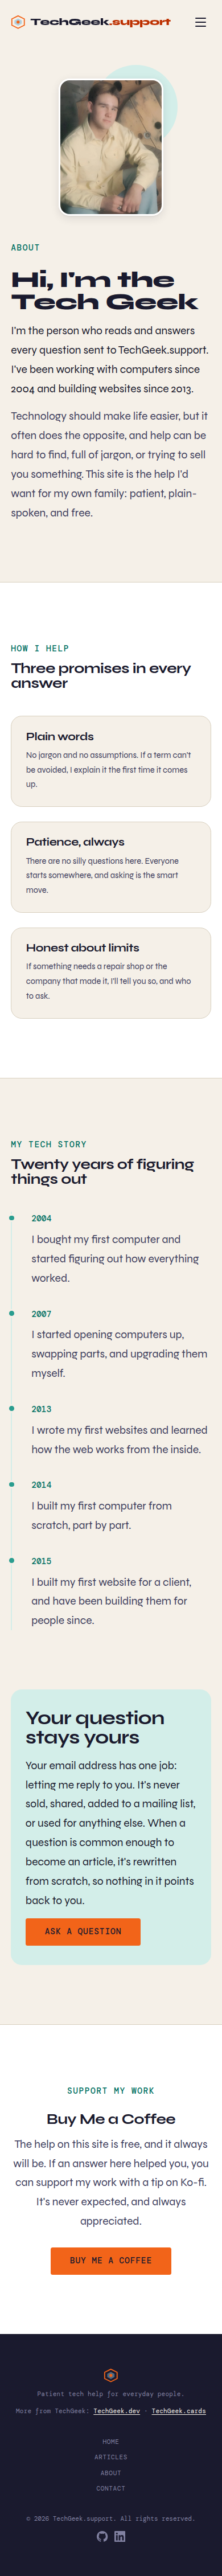 TechGeek.support
ABOUT
Hi, I'm the
Tech Geek
I'm the person who reads and answers
every question sent to TechGeek.support.
I've been working with computers since
2004 and building websites since 2013.
Technology should make life easier, but it
often does the opposite, and help can be
hard to find, full of jargon, or trying to sell
you something. This site is the help I'd
want for my own family: patient, plain-
spoken, and free.
HOW I HELP
Three promises in every
answer
Plain words
No jargon and no assumptions. If a term can't
be avoided, I explain it the first time it comes
up.
Patience, always
There are no silly questions here. Everyone
starts somewhere, and asking is the smart
move.
Honest about limits
If something needs a repair shop or the
company that made it, I'll tell you so, and who
to ask.
MY TECH STORY
Twenty years of figuring
things out
2004
I bought my first computer and
started figuring out how everything
worked.
2007
I started opening computers up,
swapping parts, and upgrading them
myself.
2013
I wrote my first websites and learned
how the web works from the inside.
2014
I built my first computer from
scratch, part by part.
2015
I built my first website for a client,
and have been building them for
people since.
Your question
stays yours
Your email address has one job:
letting me reply to you. It's never
sold, shared, added to a mailing list,
or used for anything else. When a
question is common enough to
become an article, it's rewritten
from scratch, so nothing in it points
back to you.
ASK A QUESTION
SUPPORT MY WORK
Buy Me a Coffee
The help on this site is free, and it always
will be. If an answer here helped you, you
can support my work with a tip on Ko-fi.
It's never expected, and always
appreciated.
BUY ME A COFFEE
Patient tech help for everyday people.
More from TechGeek: TechGeek.dev · TechGeek.cards
HOME
ARTICLES
ABOUT
CONTACT
© 2026 TechGeek.support. All rights reserved.